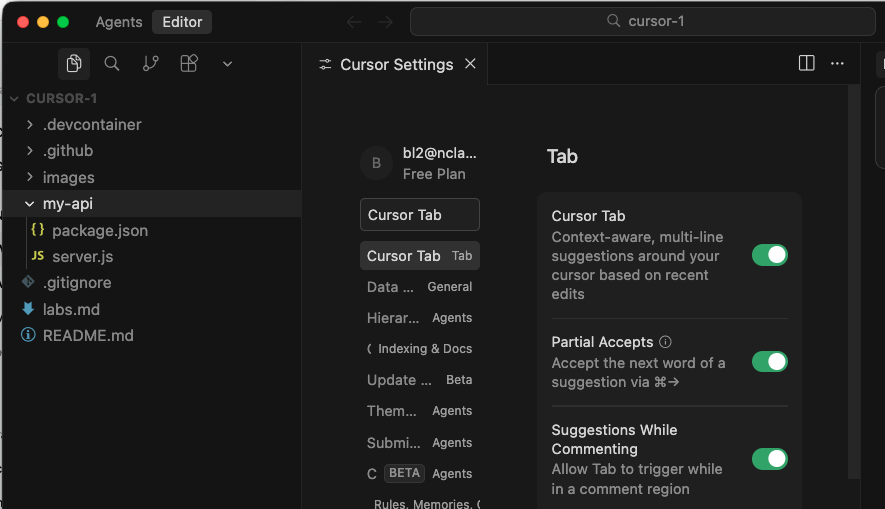 Agents Editor cursor-1
Cursor Settings
CURSOR-1
.devcontainer
.github
images
my-api
{} package.json
JS server.js
.gitignore
labs.md
README.md
B
bl2@ncla...
Free Plan
Cursor Tab
Cursor Tab Tab
Data ... General
Hierar... Agents
Indexing & Docs
Update ... Beta
Them... Agents
Submi... Agents
C BETA Agents
Rules, Memories,
Tab
Cursor Tab
Context-aware, multi-line
suggestions around your
cursor based on recent
edits
Partial Accepts
Accept the next word of a
suggestion via ⌘→
Suggestions While
Commenting
Allow Tab to trigger while
in a comment region